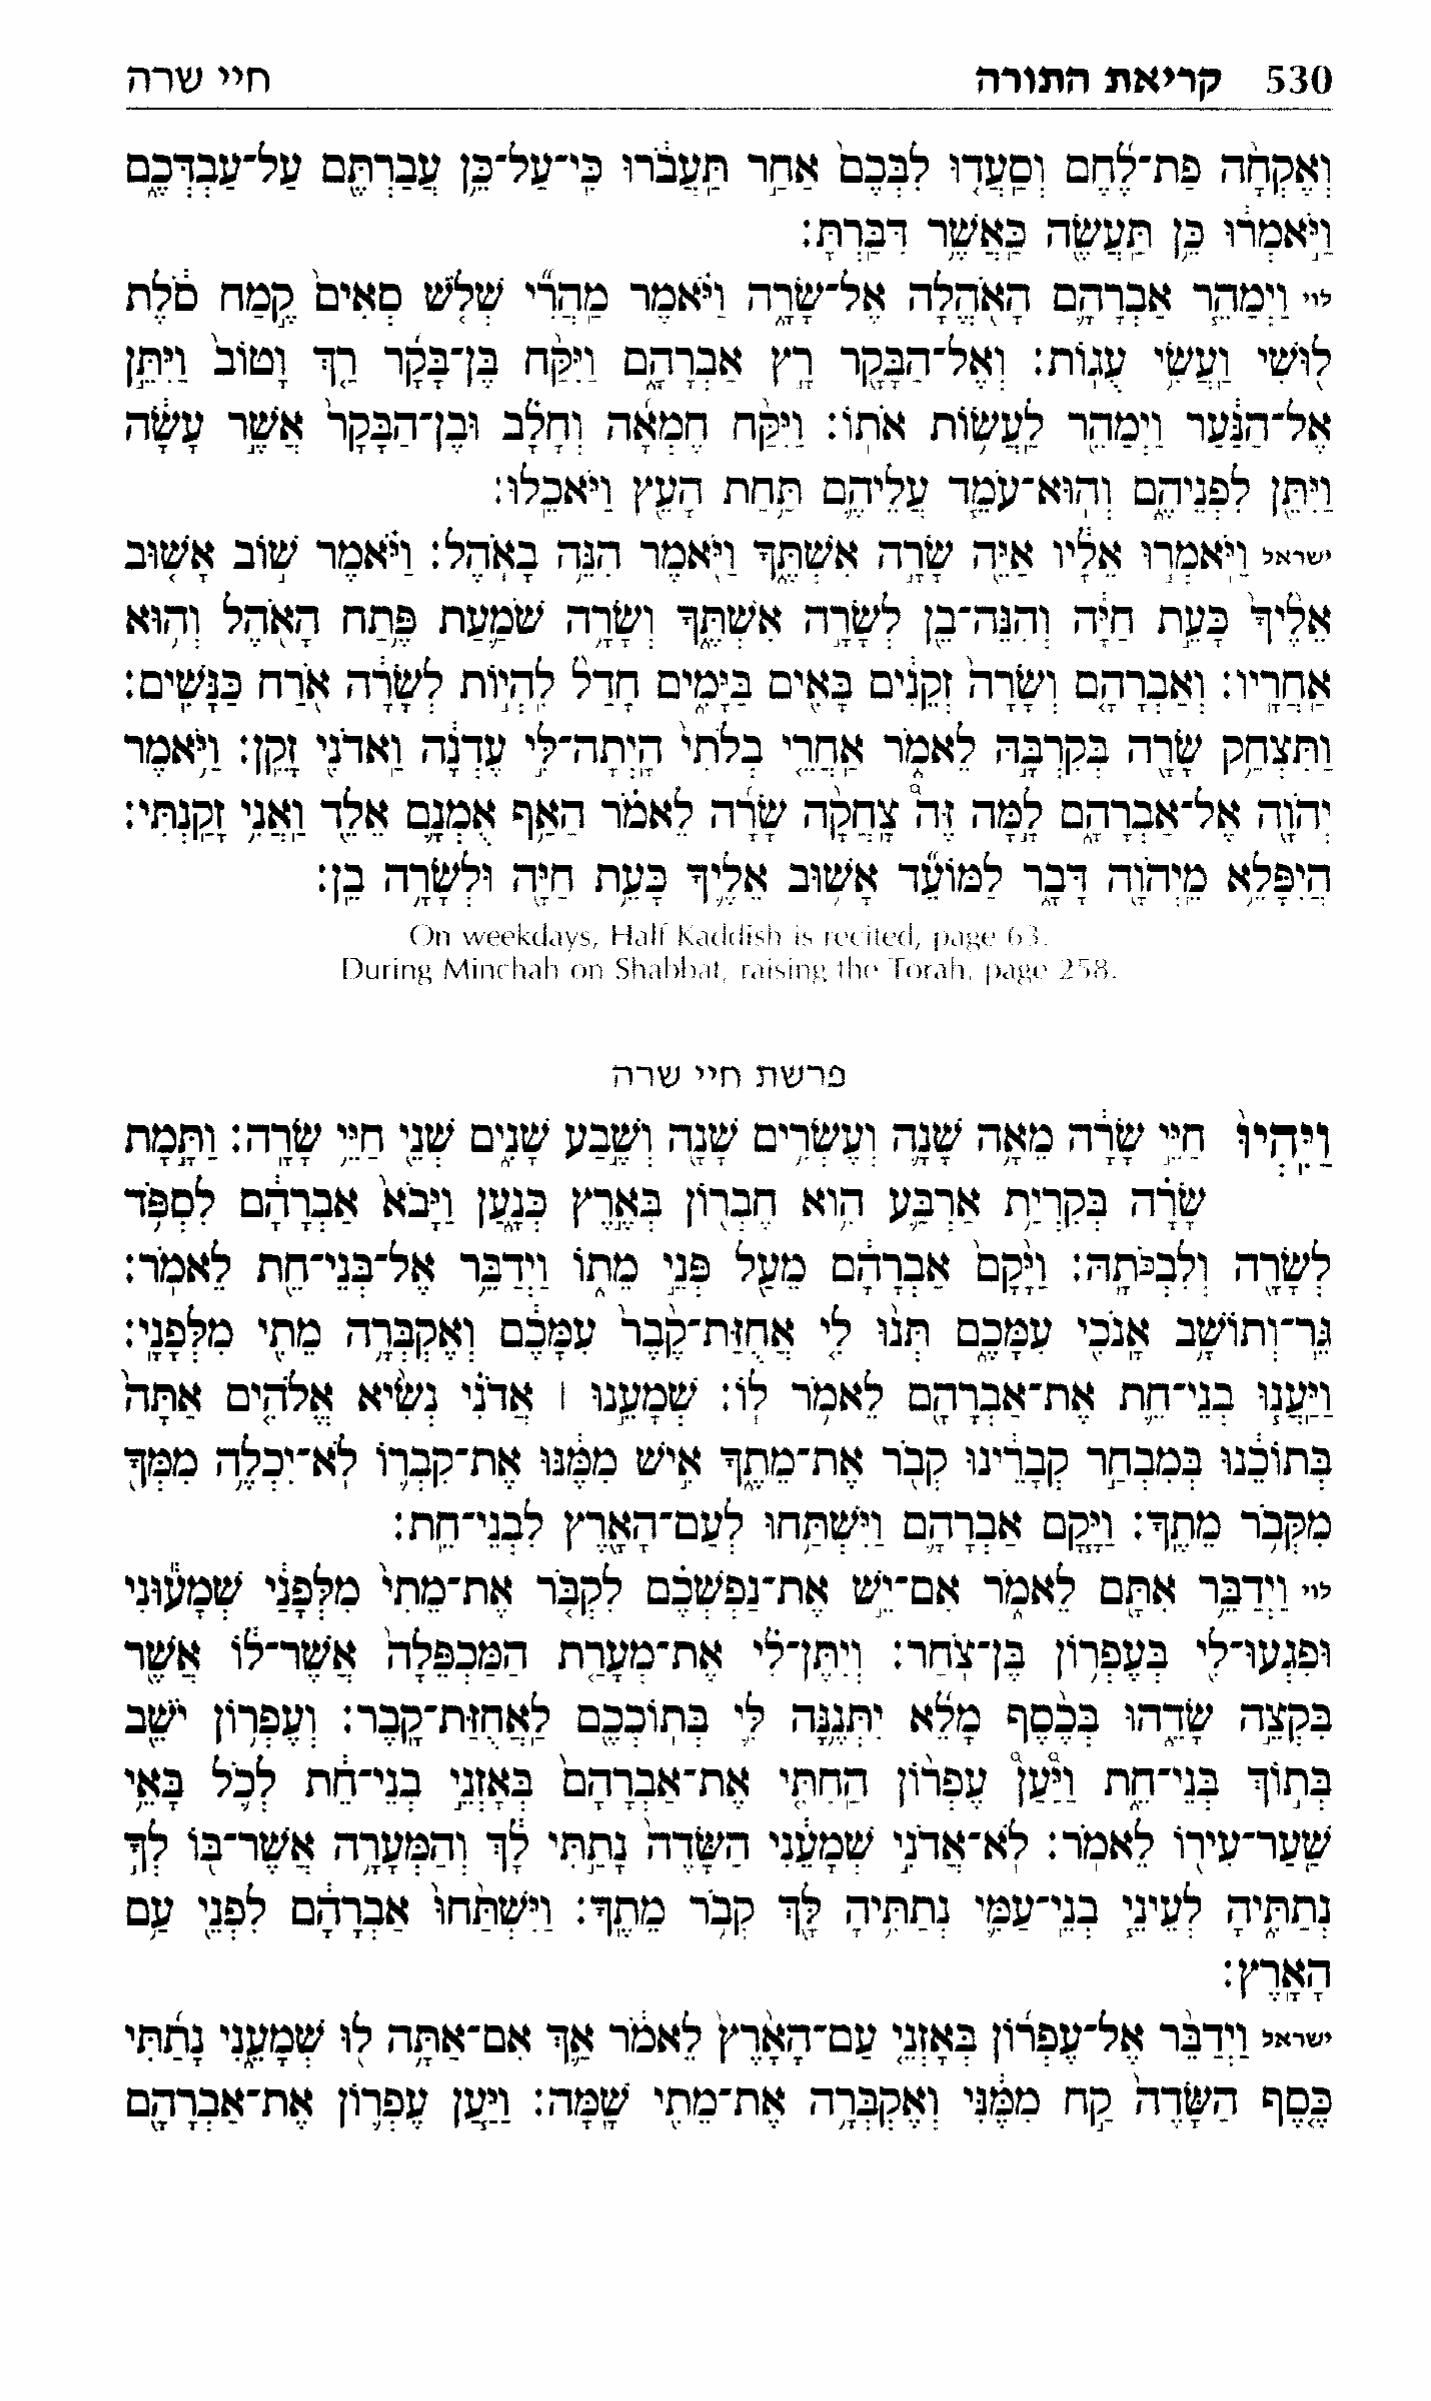 530 קריאת התורה חיי שרה
וְאֶקְחָ֨ה פַת־לֶ֜חֶם וְסַעֲד֤וּ לִבְּכֶם֙ אַחַ֣ר תַּעֲבֹ֔רוּ כִּֽי־עַל־כֵּ֥ן עֲבַרְתֶּ֖ם עַל־עַבְדְּכֶ֑ם
וַיֹּ֣אמְר֔וּ כֵּ֥ן תַּעֲשֶׂ֖ה כַּאֲשֶׁ֥ר דִּבַּֽרְתָּ:
לוי וַיְמַהֵ֧ר אַבְרָהָ֛ם הָאֹ֖הֱלָה אֶל־שָׂרָ֑ה וַיֹּ֗אמֶר מַהֲרִ֞י שְׁלֹ֤שׁ סְאִים֙ קֶ֣מַח סֹ֔לֶת
ל֖וּשִׁי וַעֲשִׂ֥י עֻגֽוֹת: וְאֶל־הַבָּקָ֖ר רָ֣ץ אַבְרָהָ֑ם וַיִּקַּ֨ח בֶּן־בָּקָ֜ר רַ֤ךְ וָטוֹב֙ וַיִּתֵּ֣ן
אֶל־הַנַּ֔עַר וַיְמַהֵ֖ר לַעֲשׂ֥וֹת אֹתֽוֹ: וַיִּקַּ֨ח חֶמְאָ֜ה וְחָלָ֗ב וּבֶן־הַבָּקָר֙ אֲשֶׁ֣ר עָשָׂ֔ה
וַיִּתֵּ֖ן לִפְנֵיהֶ֑ם וְהֽוּא־עֹמֵ֧ד עֲלֵיהֶ֛ם תַּ֥חַת הָעֵ֖ץ וַיֹּאכֵֽלוּ:
ישראל וַיֹּאמְר֣וּ אֵלָ֔יו אַיֵּ֖ה שָׂרָ֣ה אִשְׁתֶּ֑ךָ וַיֹּ֖אמֶר הִנֵּ֥ה בָאֹֽהֶל: וַיֹּ֗אמֶר שׁ֣וֹב אָשׁ֤וּב
אֵלֶ֙יךָ֙ כָּעֵ֣ת חַיָּ֔ה וְהִנֵּה־בֵ֖ן לְשָׂרָ֣ה אִשְׁתֶּ֑ךָ וְשָׂרָ֥ה שֹׁמַ֛עַת פֶּ֥תַח הָאֹ֖הֶל וְה֥וּא
אַחֲרָֽיו: וְאַבְרָהָ֤ם וְשָׂרָה֙ זְקֵנִ֔ים בָּאִ֖ים בַּיָּמִ֑ים חָדַל֙ לִהְי֣וֹת לְשָׂרָ֔ה אֹ֖רַח כַּנָּשִֽׁים:
וַתִּצְחַ֥ק שָׂרָ֖ה בְּקִרְבָּ֣הּ לֵאמֹ֑ר אַחֲרֵ֤י בְלֹתִי֙ הָֽיְתָה־לִּ֣י עֶדְנָ֔ה וַאדֹנִ֖י זָקֵֽן: וַיֹּ֥אמֶר
יְהֹוָ֖ה אֶל־אַבְרָהָ֑ם לָ֣מָּה זֶּה֩ צָחֲקָ֨ה שָׂרָ֜ה לֵאמֹ֗ר הַאַ֥ף אֻמְנָ֛ם אֵלֵ֖ד וַאֲנִ֥י זָקַֽנְתִּי:
הֲיִפָּלֵ֥א מֵיְהֹוָ֖ה דָּבָ֑ר לַמּוֹעֵ֞ד אָשׁ֥וּב אֵלֶ֛יךָ כָּעֵ֥ת חַיָּ֖ה וּלְשָׂרָ֥ה בֵֽן:
On weekdays, Half Kaddish is recited, page 63.
During Minchah on Shabbat, raising the Torah, page 258.
פרשת חיי שרה
וַיִּֽהְיוּ֙ חַיֵּ֣י שָׂרָ֔ה מֵאָ֥ה שָׁנָ֛ה וְעֶשְׂרִ֥ים שָׁנָ֖ה וְשֶׁ֣בַע שָׁנִ֑ים שְׁנֵ֖י חַיֵּ֥י שָׂרָֽה: וַתָּ֣מָת
שָׂרָ֗ה בְּקִרְיַ֥ת אַרְבַּ֛ע הִ֥וא חֶבְר֖וֹן בְּאֶ֣רֶץ כְּנָ֑עַן וַיָּבֹא֙ אַבְרָהָ֔ם לִסְפֹּ֥ד
לְשָׂרָ֖ה וְלִבְכֹּתָֽהּ: וַיָּ֙קָם֙ אַבְרָהָ֔ם מֵעַ֖ל פְּנֵ֣י מֵת֑וֹ וַיְדַבֵּ֥ר אֶל־בְּנֵי־חֵ֖ת לֵאמֹֽר:
גֵּר־וְתוֹשָׁ֥ב אָנֹכִ֖י עִמָּכֶ֑ם תְּנ֨וּ לִ֤י אֲחֻזַּת־קֶ֙בֶר֙ עִמָּכֶ֔ם וְאֶקְבְּרָ֥ה מֵתִ֖י מִלְּפָנָֽי:
וַיַּעֲנ֧וּ בְנֵי־חֵ֛ת אֶת־אַבְרָהָ֖ם לֵאמֹ֥ר לֽוֹ: שְׁמָעֵ֣נוּ ׀ אֲדֹנִ֗י נְשִׂ֨יא אֱלֹהִ֤ים אַתָּה֙
בְּתוֹכֵ֔נוּ בְּמִבְחַ֣ר קְבָרֵ֔ינוּ קְבֹ֖ר אֶת־מֵתֶ֑ךָ אִ֣ישׁ מִמֶּ֔נּוּ אֶת־קִבְר֛וֹ לֹֽא־יִכְלֶ֥ה מִמְּךָ֖
מִקְּבֹ֥ר מֵתֶֽךָ: וַיָּ֧קָם אַבְרָהָ֛ם וַיִּשְׁתַּ֥חוּ לְעַם־הָאָ֖רֶץ לִבְנֵי־חֵֽת:
לוי וַיְדַבֵּ֥ר אִתָּ֖ם לֵאמֹ֑ר אִם־יֵ֣שׁ אֶת־נַפְשְׁכֶ֗ם לִקְבֹּ֤ר אֶת־מֵתִי֙ מִלְּפָנַ֔י שְׁמָע֕וּנִי
וּפִגְעוּ־לִ֖י בְּעֶפְר֥וֹן בֶּן־צֹֽחַר: וְיִתֶּן־לִ֗י אֶת־מְעָרַ֤ת הַמַּכְפֵּלָה֙ אֲשֶׁר־ל֔וֹ אֲשֶׁ֖ר
בִּקְצֵ֣ה שָׂדֵ֑הוּ בְּכֶ֨סֶף מָלֵ֜א יִתְּנֶ֥נָּה לִ֛י בְּתוֹכְכֶ֖ם לַאֲחֻזַּת־קָֽבֶר: וְעֶפְר֥וֹן יֹשֵׁ֖ב
בְּת֣וֹךְ בְּנֵי־חֵ֑ת וַיַּ֩עַן֩ עֶפְר֨וֹן הַחִתִּ֤י אֶת־אַבְרָהָם֙ בְּאָזְנֵ֣י בְנֵי־חֵ֔ת לְכֹ֛ל בָּאֵ֥י
שַׁעַר־עִיר֖וֹ לֵאמֹֽר: לֹֽא־אֲדֹנִ֣י שְׁמָעֵ֔נִי הַשָּׂדֶה֙ נָתַ֣תִּי לָ֔ךְ וְהַמְּעָרָ֥ה אֲשֶׁר־בּ֖וֹ לְךָ֣
נְתַתִּ֑יהָ לְעֵינֵ֧י בְנֵֽי־עַמִּ֛י נְתַתִּ֥יהָ לָּ֖ךְ קְבֹ֥ר מֵתֶֽךָ: וַיִּשְׁתַּ֙חוּ֙ אַבְרָהָ֔ם לִפְנֵ֖י עַ֥ם
הָאָֽרֶץ:
ישראל וַיְדַבֵּ֨ר אֶל־עֶפְר֜וֹן בְּאָזְנֵ֤י עַם־הָאָ֙רֶץ֙ לֵאמֹ֔ר אַ֛ךְ אִם־אַתָּ֥ה ל֖וּ שְׁמָעֵ֑נִי נָתַ֜תִּי
כֶּ֤סֶף הַשָּׂדֶה֙ קַ֣ח מִמֶּ֔נִּי וְאֶקְבְּרָ֥ה אֶת־מֵתִ֖י שָֽׁמָּה: וַיַּ֧עַן עֶפְר֛וֹן אֶת־אַבְרָהָ֖ם